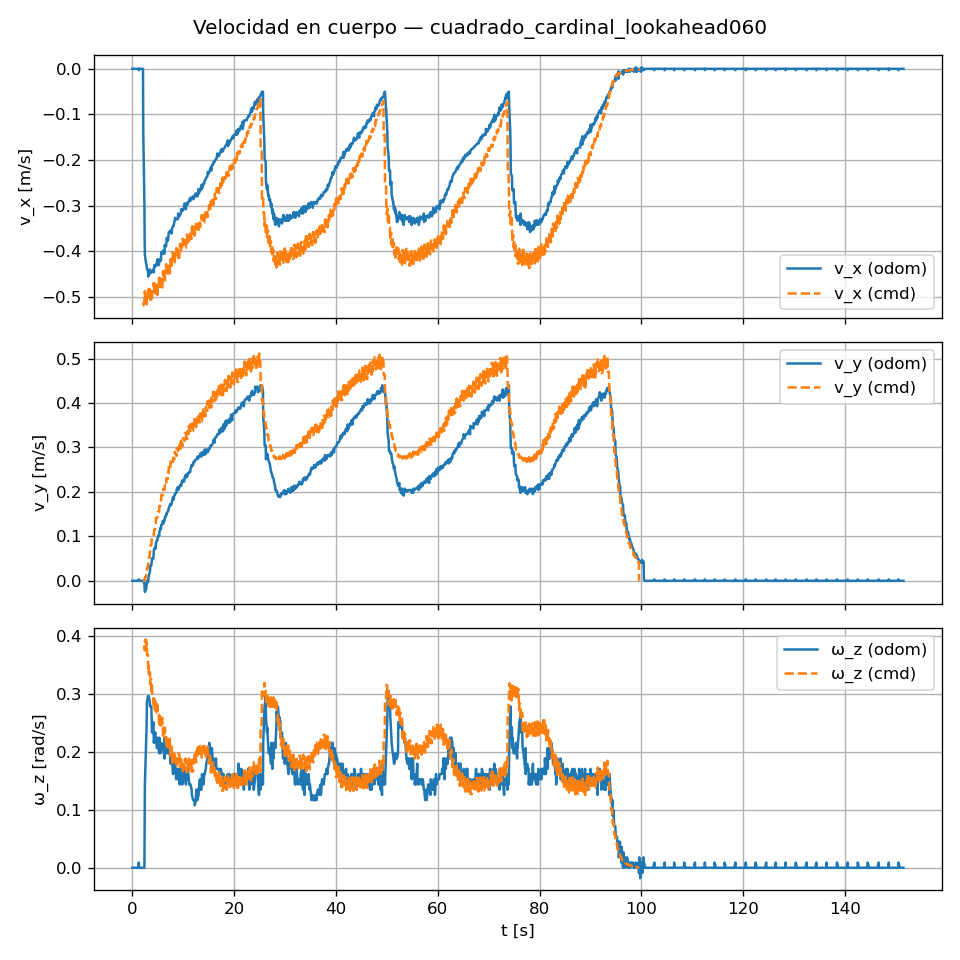 Velocidad en cuerpo — cuadrado_cardinal_lookahead060
0.0
−0.1
−0.2
−0.3
−0.4
−0.5
v_x [m/s]
v_x (odom)
v_x (cmd)
0.5
0.4
0.3
0.2
0.1
0.0
v_y [m/s]
v_y (odom)
v_y (cmd)
0.4
0.3
0.2
0.1
0.0
ω_z [rad/s]
ω_z (odom)
ω_z (cmd)
0 20 40 60 80 100 120 140
t [s]